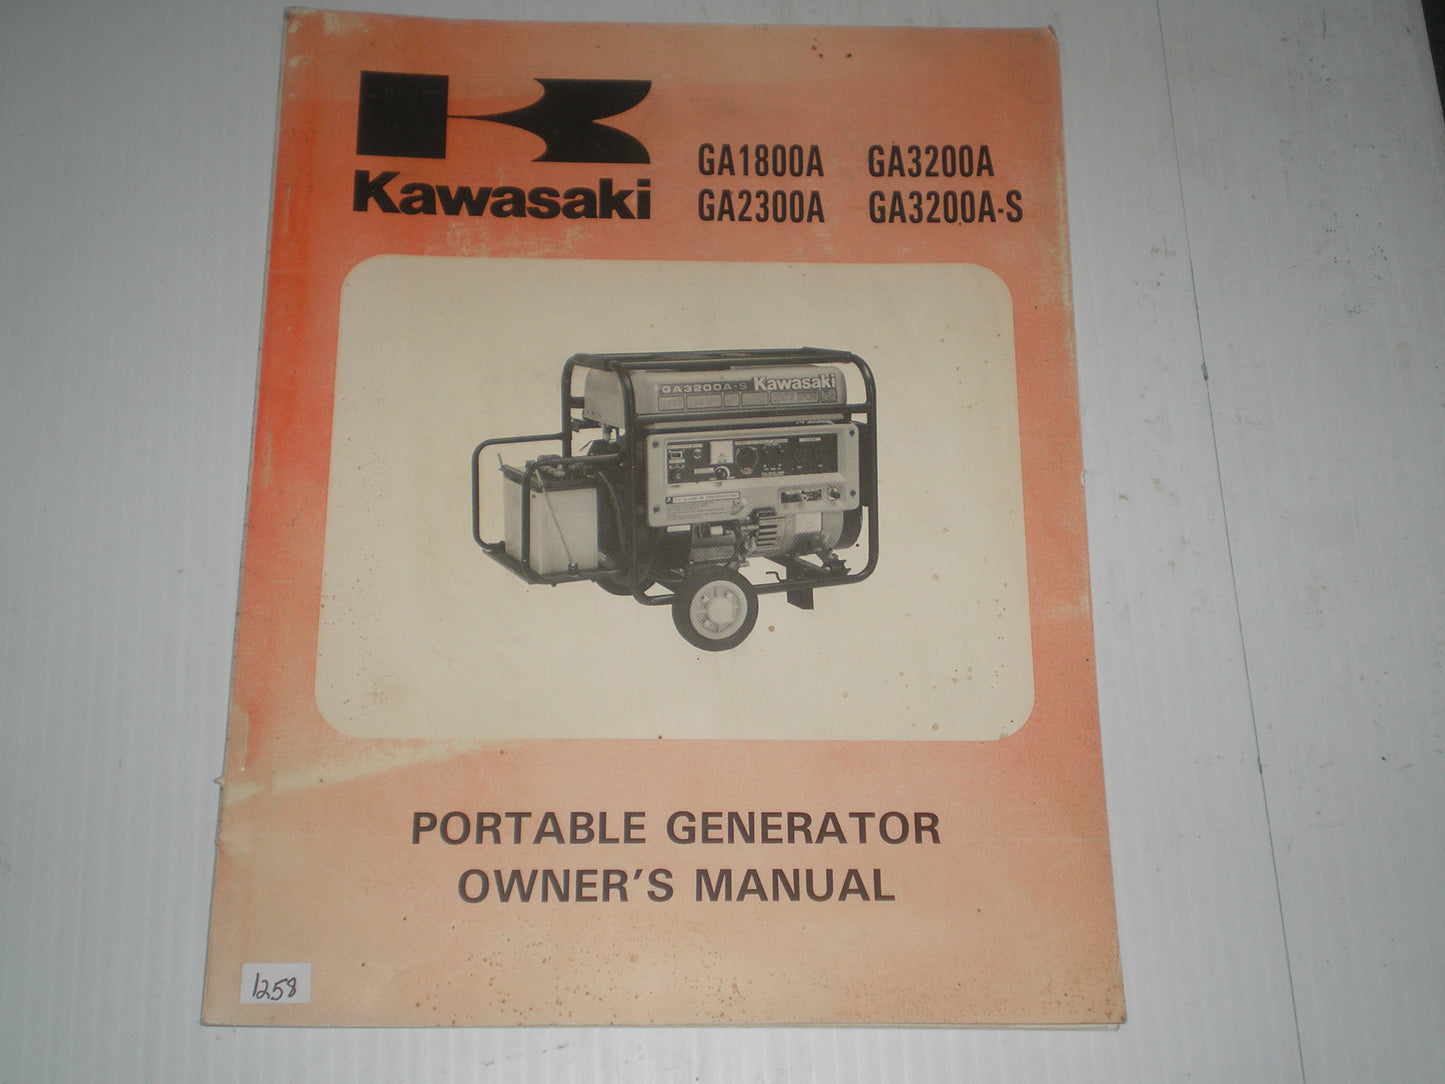 Kawasaki
GA1800A GA3200A
GA2300A GA3200A-S
GA3200A-S Kawasaki
PORTABLE GENERATOR
OWNER'S MANUAL
1258